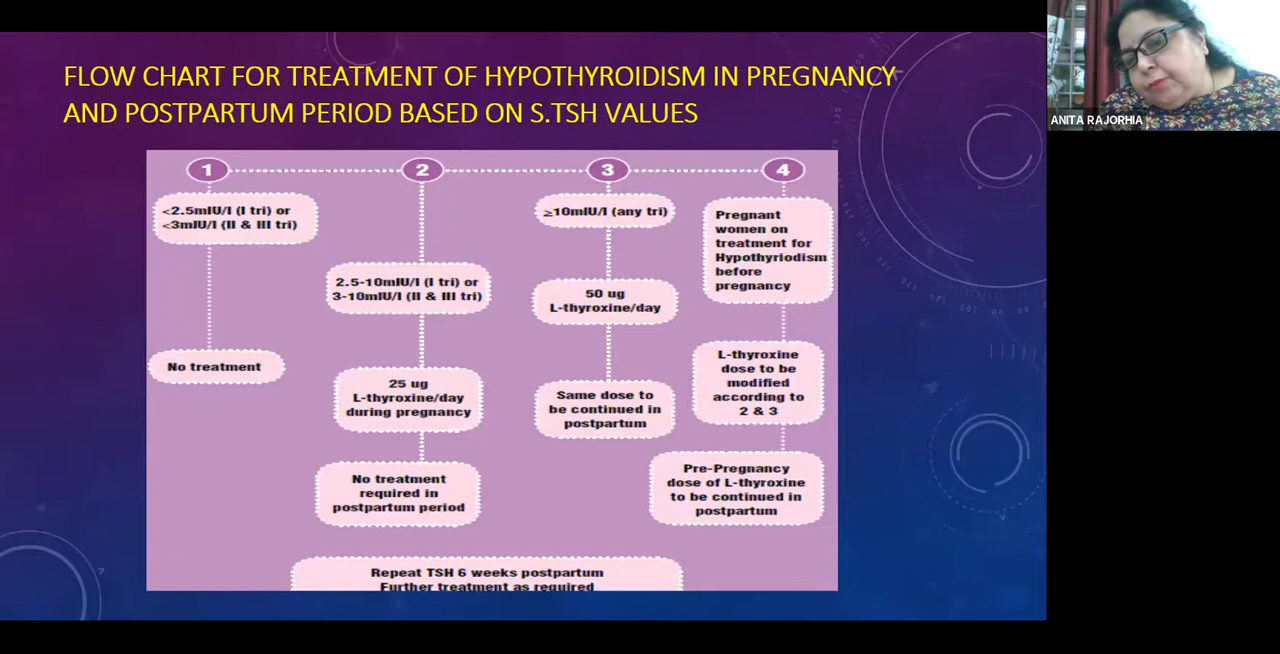 FLOW CHART FOR TREATMENT OF HYPOTHYROIDISM IN PREGNANCY
AND POSTPARTUM PERIOD BASED ON S.TSH VALUES
ANITA RAJORHIA
1
2
3
4
<2.5mIU/l (I tri) or
<3mIU/l (II & III tri)
No treatment
2.5-10mIU/l (I tri) or
3-10mIU/l (II & III tri)
25 ug
L-thyroxine/day
during pregnancy
No treatment
required in
postpartum period
≥10mIU/l (any tri)
50 ug
L-thyroxine/day
Same dose to
be continued in
postpartum
Pregnant
women on
treatment for
Hypothyriodism
before
pregnancy
L-thyroxine
dose to be
modified
according to
2 & 3
Pre-Pregnancy
dose of L-thyroxine
to be continued in
postpartum
Repeat TSH 6 weeks postpartum
Further treatment as required